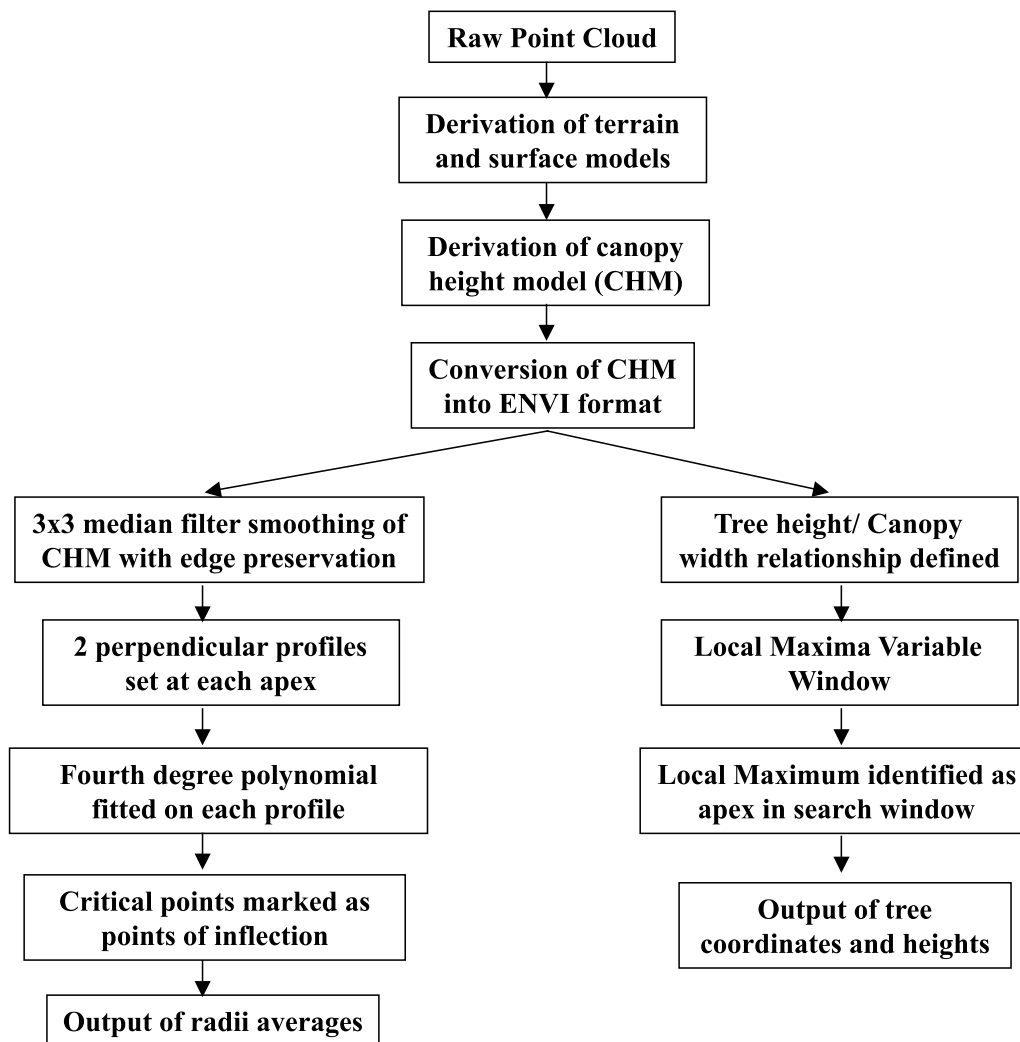 Raw Point Cloud
Derivation of terrain
and surface models
Derivation of canopy
height model (CHM)
Conversion of CHM
into ENVI format
3x3 median filter smoothing of
CHM with edge preservation
2 perpendicular profiles
set at each apex
Fourth degree polynomial
fitted on each profile
Critical points marked as
points of inflection
Output of radii averages
Tree height/ Canopy
width relationship defined
Local Maxima Variable
Window
Local Maximum identified as
apex in search window
Output of tree
coordinates and heights